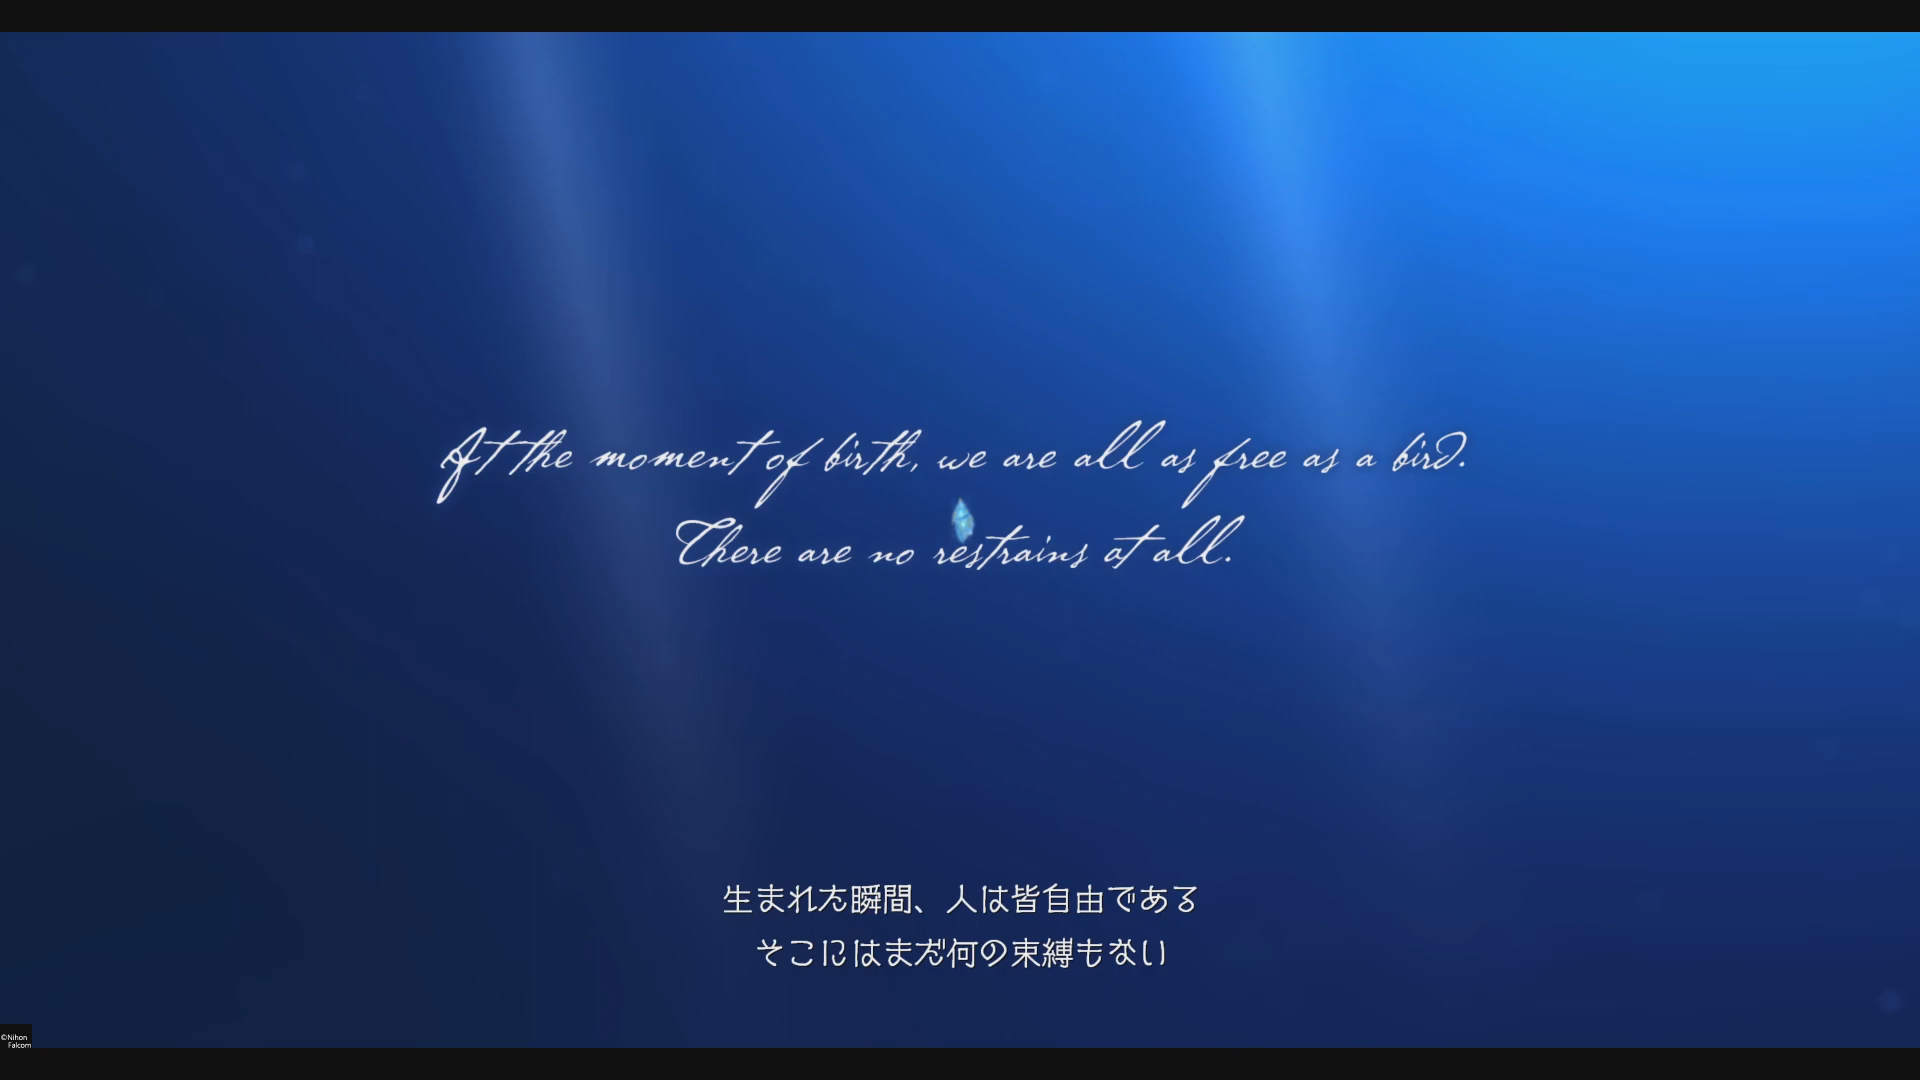 At the moment of birth, we are all as free as a bird.
There are no restrains at all.
生まれた瞬間、人は皆自由である
そこにはまだ何の束縛もない
©Nihon
Falcom